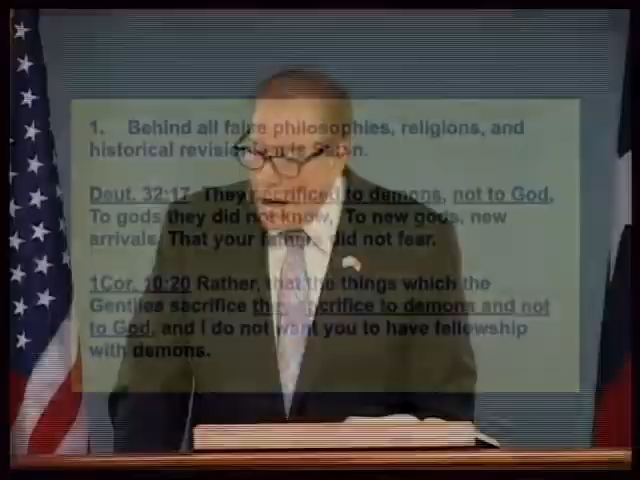 1. Behind all false philosophies, religions, and
historical revisionism is Satan.
Deut. 32:17 They sacrificed to demons, not to God,
To gods they did not know, To new gods, new
arrivals That your fathers did not fear.
1Cor. 10:20 Rather, that the things which the
Gentiles sacrifice they sacrifice to demons and not
to God, and I do not want you to have fellowship
with demons.